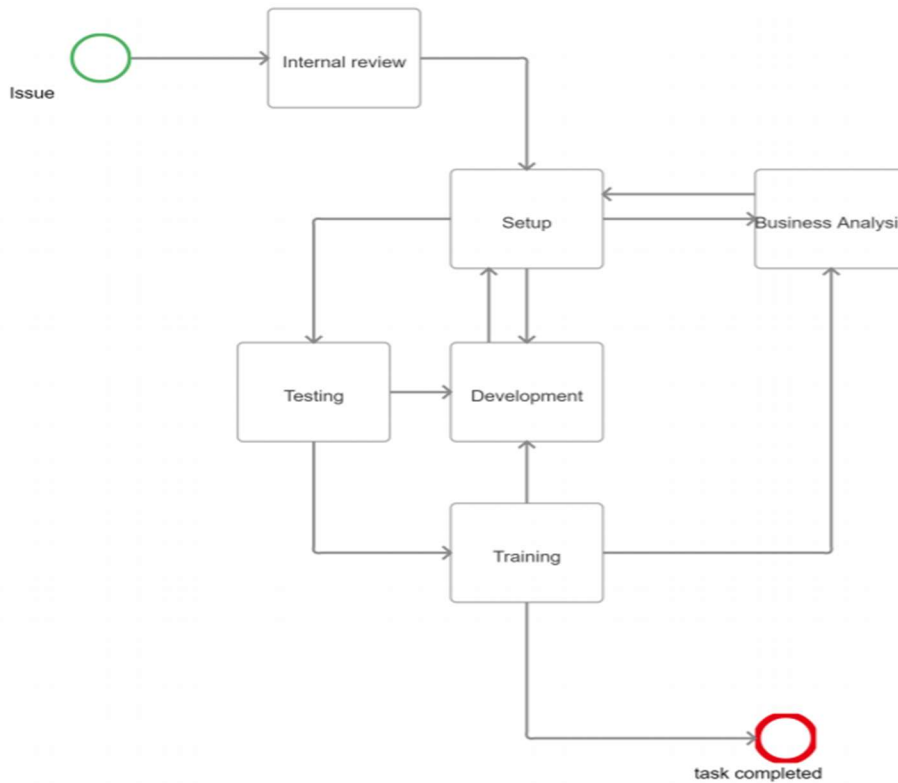 Internal review
Issue
Setup
Business Analysi
Testing
Development
Training
task completed